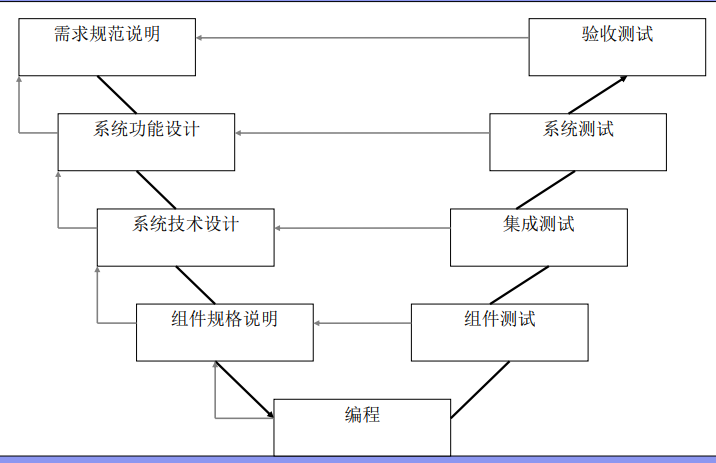 需求规范说明
验收测试
系统功能设计
系统测试
系统技术设计
集成测试
组件规格说明
组件测试
编程